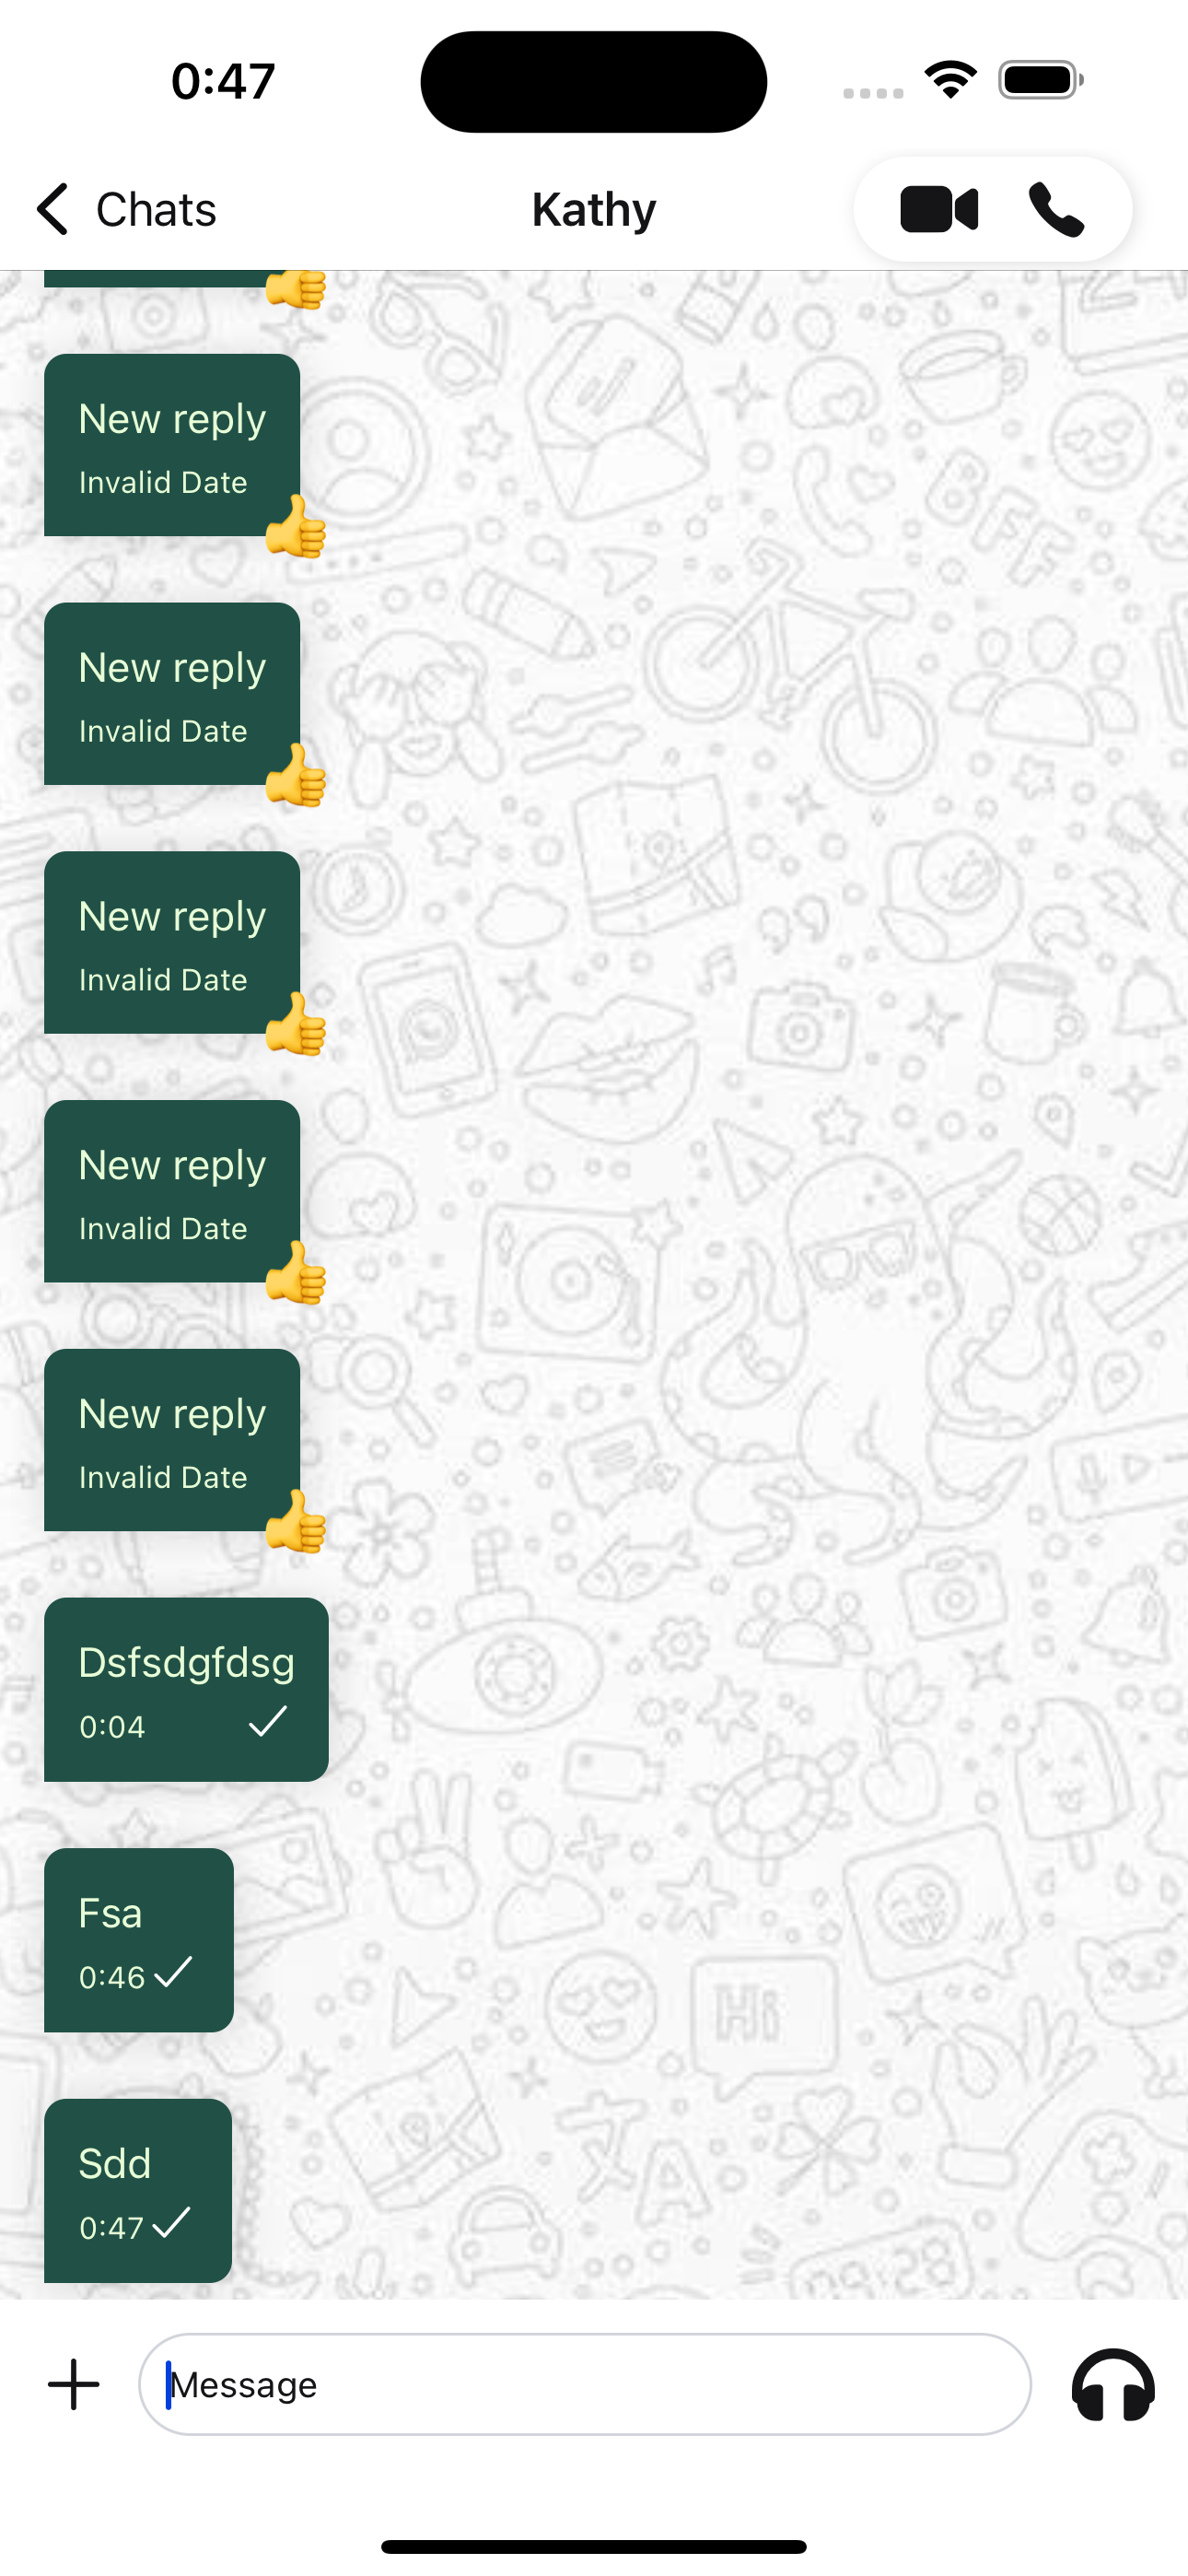 0:47
Chats
Kathy
New reply
Invalid Date
New reply
Invalid Date
New reply
Invalid Date
New reply
Invalid Date
New reply
Invalid Date
Dsfsdgfdsg
0:04
Fsa
0:46
Hi
Sdd
0:47
A
Message